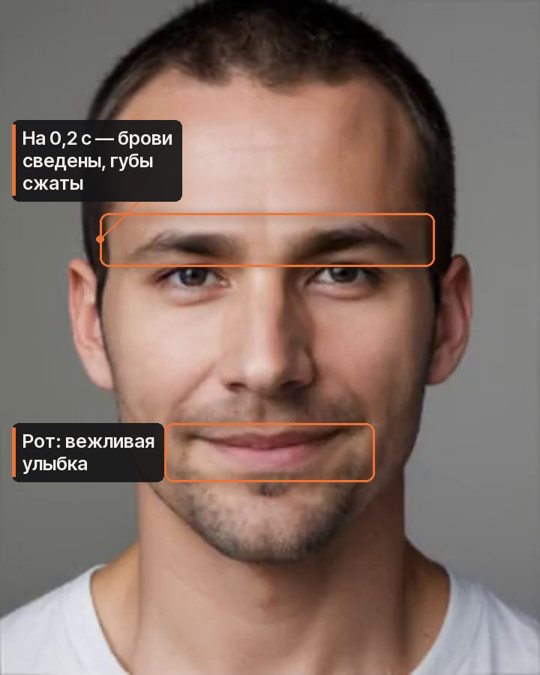 На 0,2 с — брови
сведены, губы
сжаты
Рот: вежливая
улыбка